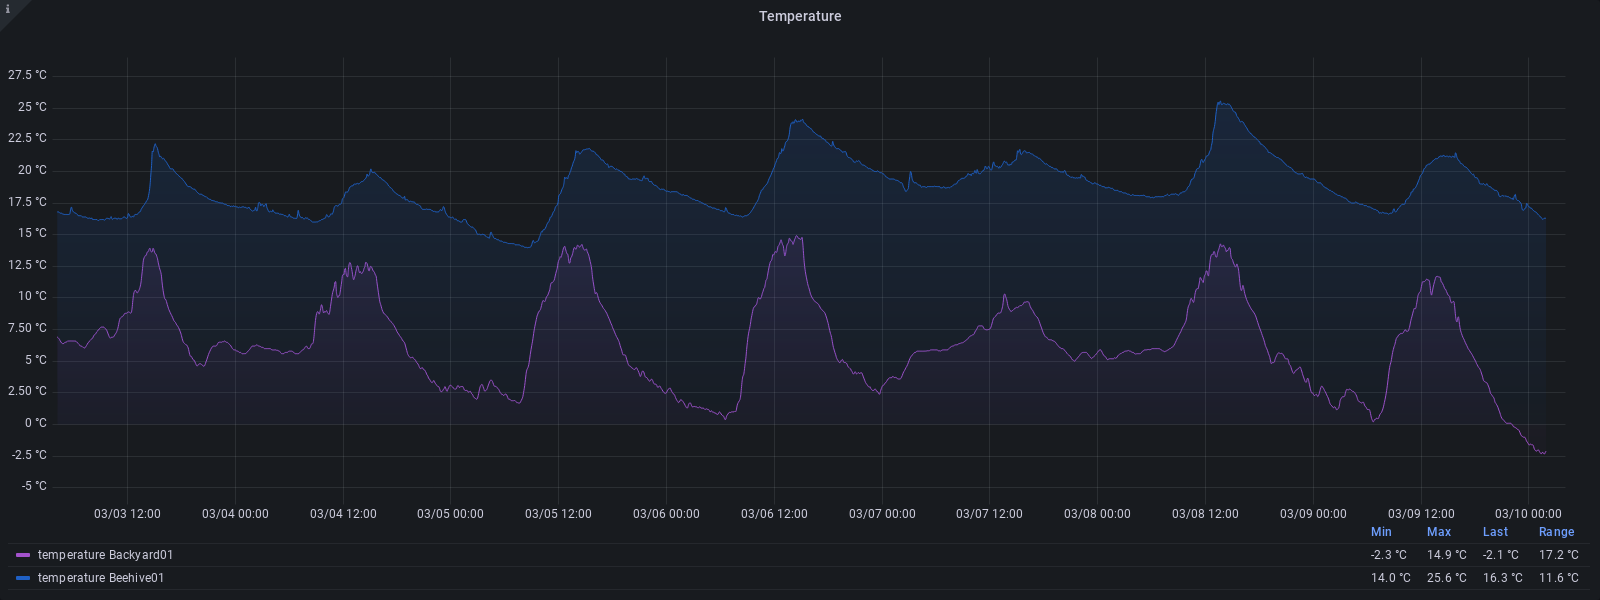 i
Temperature
27.5 °C
25 °C
22.5 °C
20 °C
17.5 °C
15 °C
12.5 °C
10 °C
7.50 °C
5 °C
2.50 °C
0 °C
-2.5 °C
-5 °C
03/03 12:00 03/04 00:00 03/04 12:00 03/05 00:00 03/05 12:00 03/06 00:00 03/06 12:00 03/07 00:00 03/07 12:00 03/08 00:00 03/08 12:00 03/09 00:00 03/09 12:00 03/10 00:00
Min Max Last Range
temperature Backyard01 -2.3 °C 14.9 °C -2.1 °C 17.2 °C
temperature Beehive01 14.0 °C 25.6 °C 16.3 °C 11.6 °C